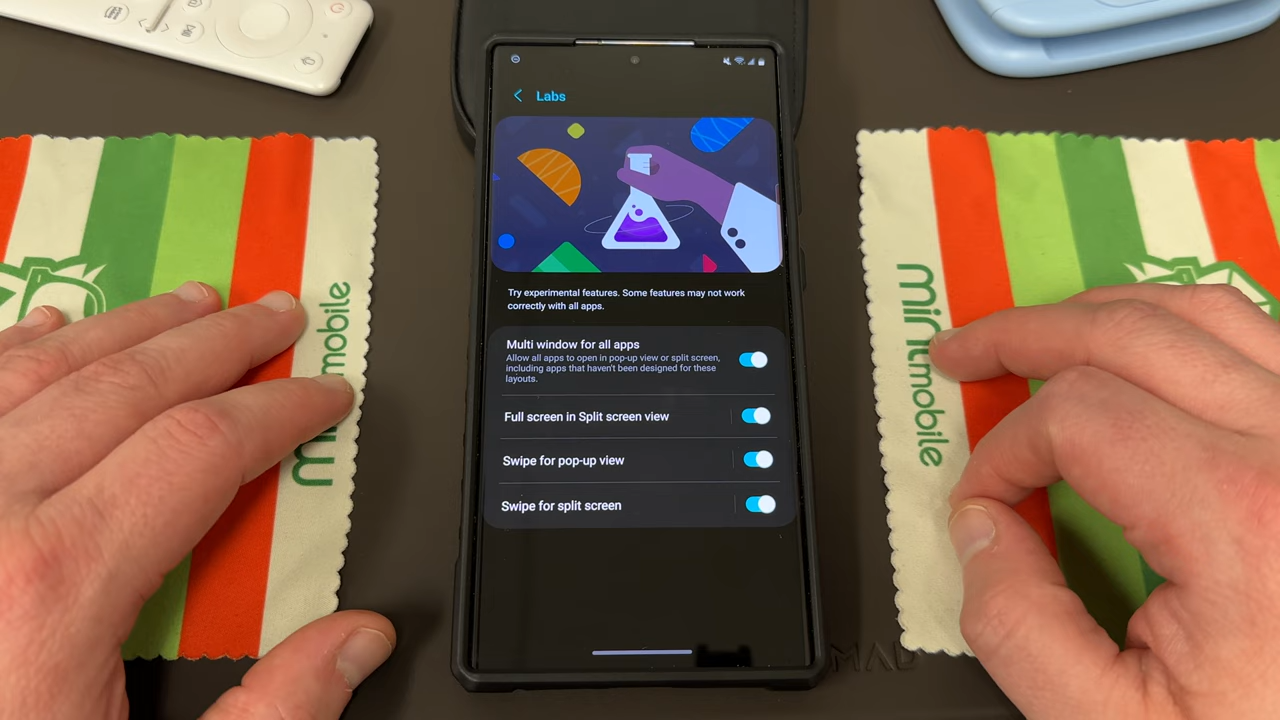 Labs
Try experimental features. Some features may not work
correctly with all apps.
Multi window for all apps
Allow all apps to open in pop-up view or split screen,
including apps that haven't been designed for these
layouts.
Full screen in Split screen view
Swipe for pop-up view
Swipe for split screen
mobile
mintmobile
MAD